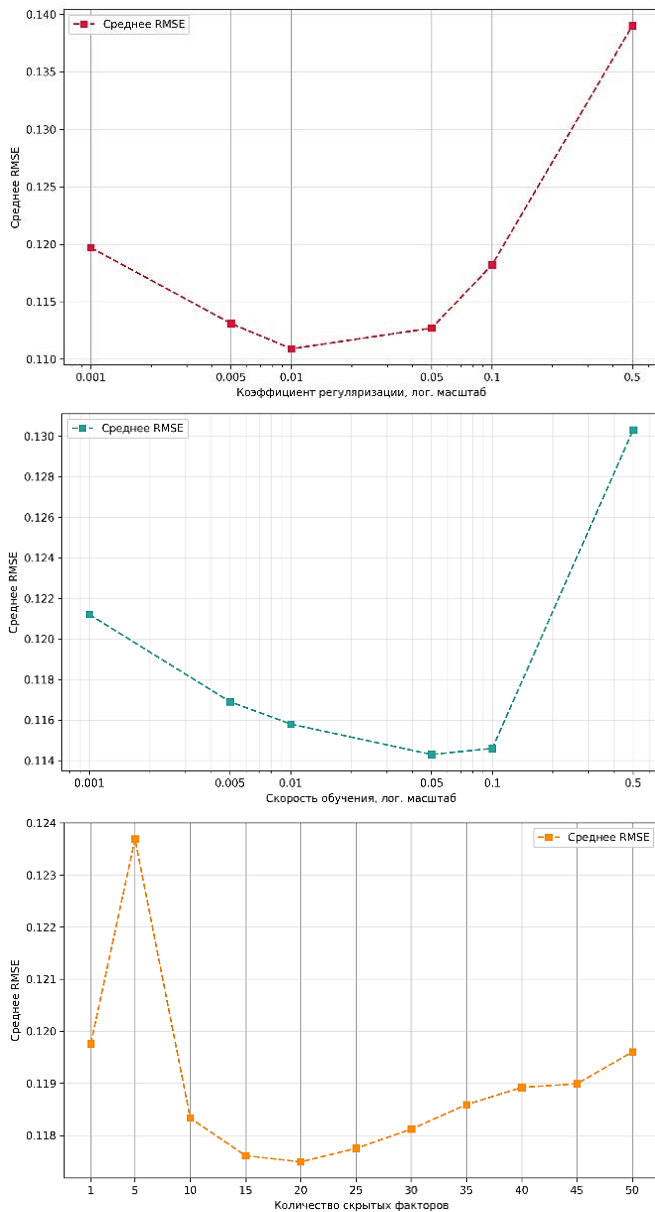 Среднее RMSE
0.140
0.135
0.130
0.125
0.120
0.115
0.110
Среднее RMSE
0.001 0.005 0.01 0.05 0.1 0.5
Коэффициент регуляризации, лог. масштаб
Среднее RMSE
0.130
0.128
0.126
0.124
0.122
0.120
0.118
0.116
0.114
Среднее RMSE
0.001 0.005 0.01 0.05 0.1 0.5
Скорость обучения, лог. масштаб
Среднее RMSE
0.124
0.123
0.122
0.121
0.120
0.119
0.118
Среднее RMSE
1 5 10 15 20 25 30 35 40 45 50
Количество скрытых факторов